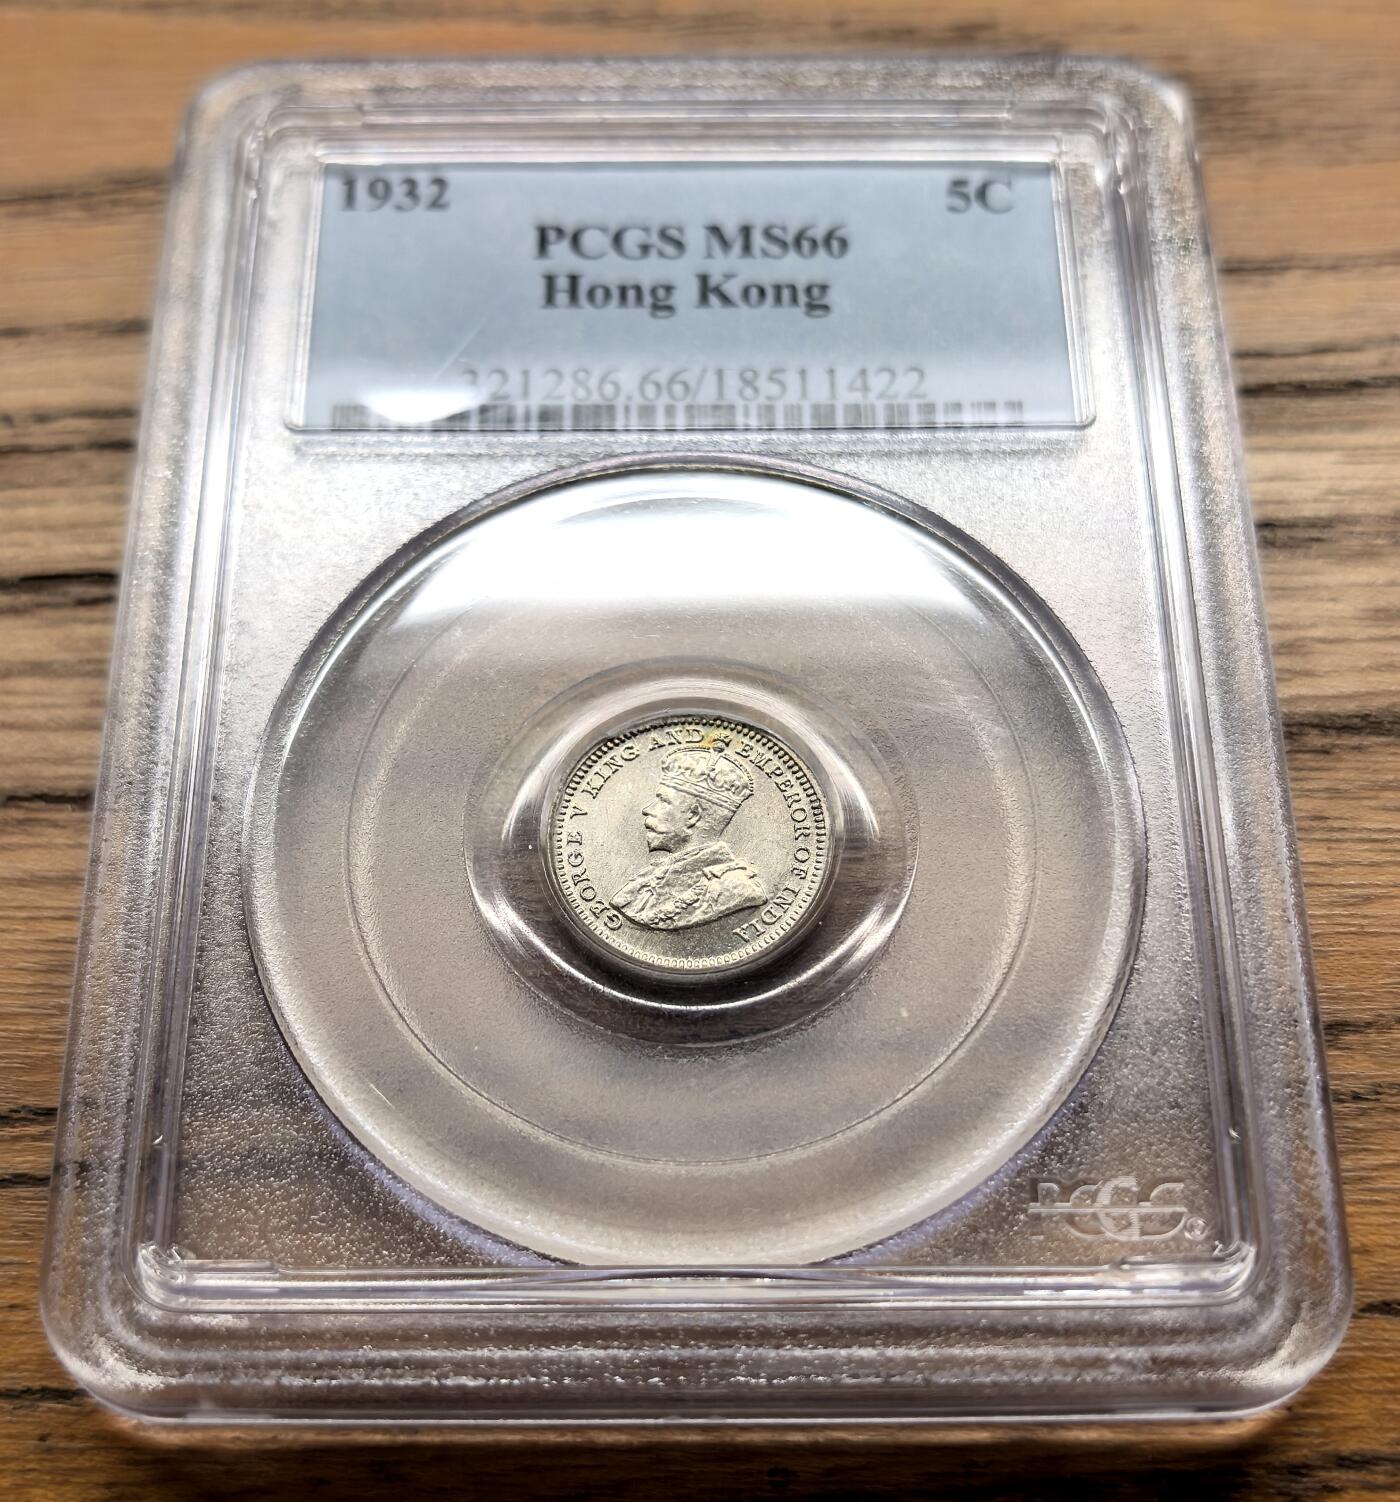 1932 5C
PCGS MS66
Hong Kong
321286.66/18511422
GEORGE V KING AND EMPEROR OF INDIA
PCGS